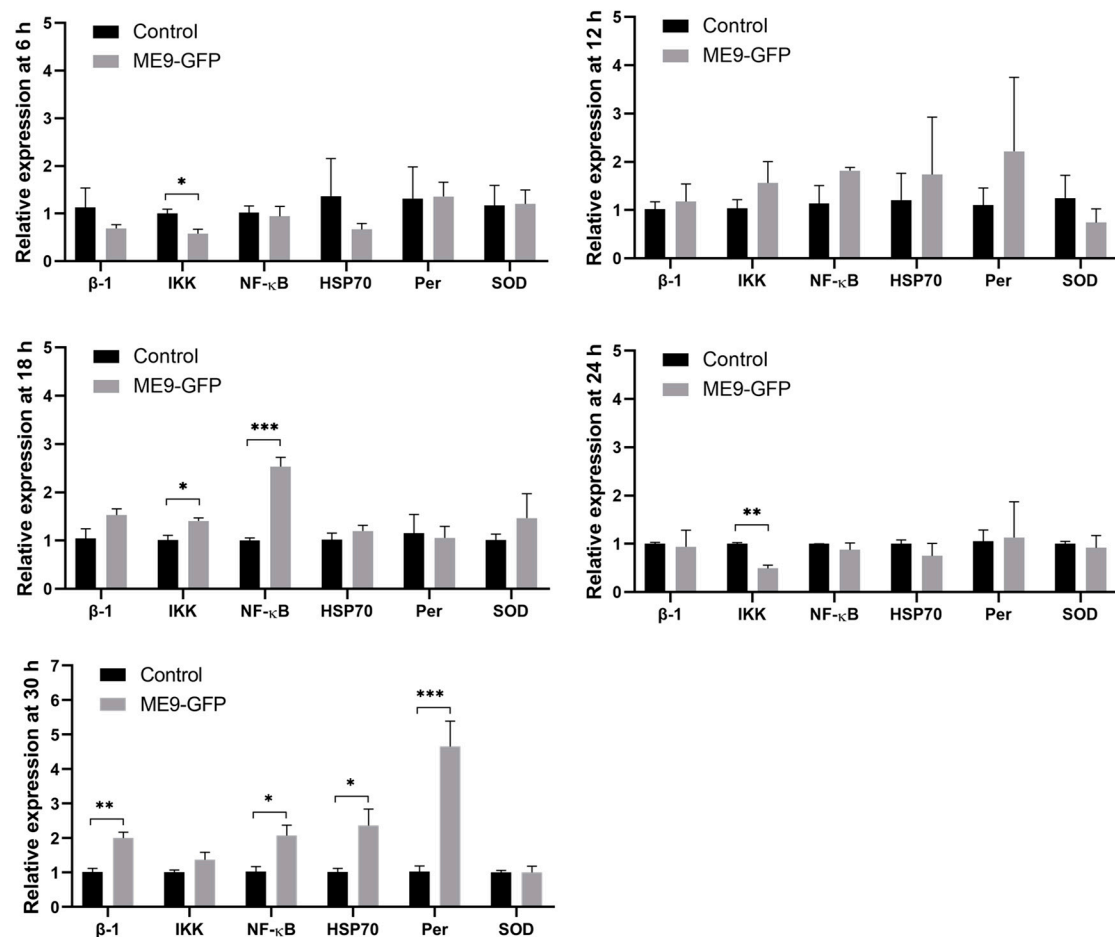 Relative expression at 6 h
5
4
3
2
1
0
Control
ME9-GFP
*
β-1 IKK NF-κB HSP70 Per SOD
Relative expression at 12 h
5
4
3
2
1
0
Control
ME9-GFP
β-1 IKK NF-κB HSP70 Per SOD
Relative expression at 18 h
5
4
3
2
1
0
Control
ME9-GFP
*
***
β-1 IKK NF-κB HSP70 Per SOD
Relative expression at 24 h
5
4
3
2
1
0
Control
ME9-GFP
**
β-1 IKK NF-κB HSP70 Per SOD
Relative expression at 30 h
7
6
5
4
3
2
1
0
Control
ME9-GFP
**
*
*
***
β-1 IKK NF-κB HSP70 Per SOD